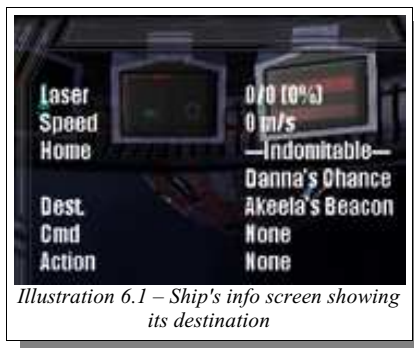 Laser 0/0 (0%)
Speed 0 m/s
Home —Indomitable—
Danna's Chance
Dest. Akeela's Beacon
Cmd None
Action None
Illustration 6.1 – Ship's info screen showing
its destination